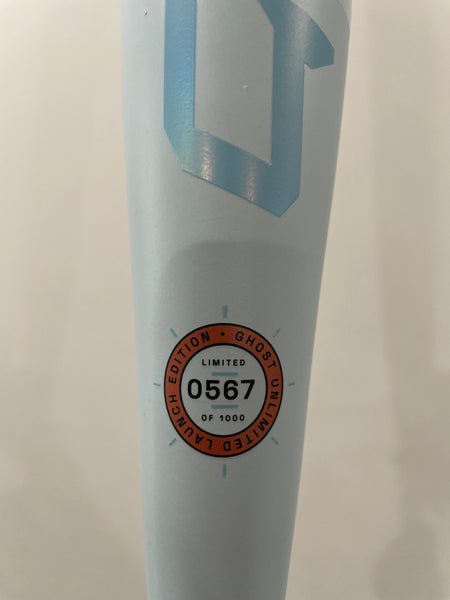 GHOST UNLIMITED LAUNCH EDITION •
LIMITED
0567
OF 1000